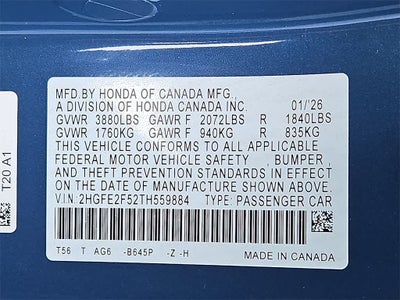 MFD.BY HONDA OF CANADA MFG.,
A DIVISION OF HONDA CANADA INC. 01/'26
GVWR 3880LBS GAWR F 2072LBS R 1840LBS
GVWR 1760KG GAWR F 940KG R 835KG
THIS VEHICLE CONFORMS TO ALL APPLICABLE
FEDERAL MOTOR VEHICLE SAFETY , BUMPER ,
AND THEFT PREVENTION STANDARDS IN EFFECT ON
THE DATE OF MANUFACTURE SHOWN ABOVE.
VIN: 2HGFE2F52TH559884 TYPE: PASSENGER CAR
T56 T AG6 -B645P -Z -H
T20 A1